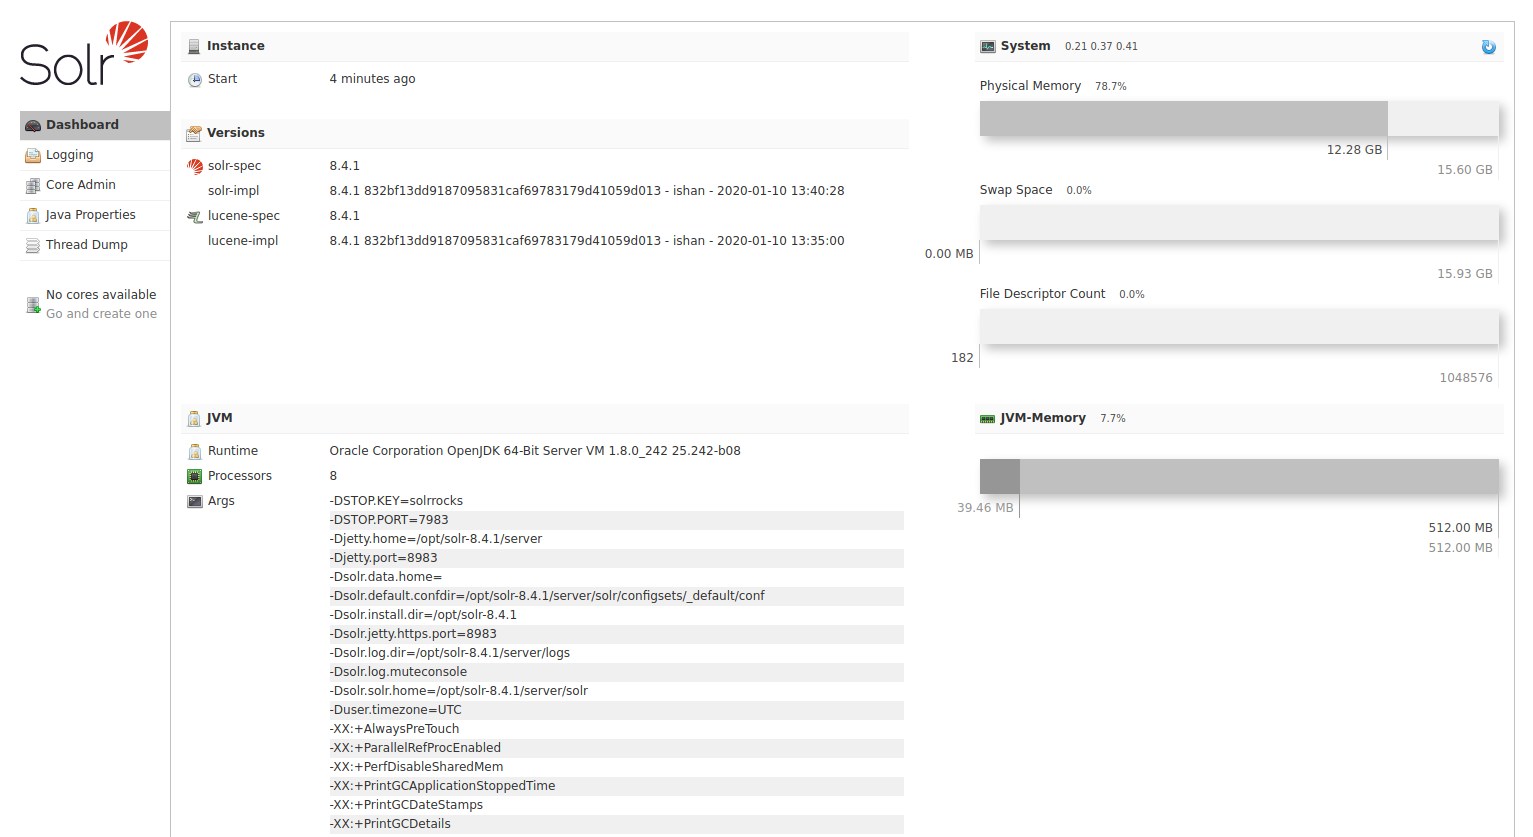 Solr
Dashboard
Logging
Core Admin
Java Properties
Thread Dump
No cores available
Go and create one
Instance
Start 4 minutes ago
Versions
solr-spec 8.4.1
solr-impl 8.4.1 832bf13dd9187095831caf69783179d41059d013 - ishan - 2020-01-10 13:40:28
lucene-spec 8.4.1
lucene-impl 8.4.1 832bf13dd9187095831caf69783179d41059d013 - ishan - 2020-01-10 13:35:00
System 0.21 0.37 0.41
Physical Memory 78.7%
12.28 GB
15.60 GB
Swap Space 0.0%
0.00 MB
15.93 GB
File Descriptor Count 0.0%
182
1048576
JVM
Runtime Oracle Corporation OpenJDK 64-Bit Server VM 1.8.0_242 25.242-b08
Processors 8
Args -DSTOP.KEY=solrrocks
-DSTOP.PORT=7983
-Djetty.home=/opt/solr-8.4.1/server
-Djetty.port=8983
-Dsolr.data.home=
-Dsolr.default.confdir=/opt/solr-8.4.1/server/solr/configsets/_default/conf
-Dsolr.install.dir=/opt/solr-8.4.1
-Dsolr.jetty.https.port=8983
-Dsolr.log.dir=/opt/solr-8.4.1/server/logs
-Dsolr.log.muteconsole
-Dsolr.solr.home=/opt/solr-8.4.1/server/solr
-Duser.timezone=UTC
-XX:+AlwaysPreTouch
-XX:+ParallelRefProcEnabled
-XX:+PerfDisableSharedMem
-XX:+PrintGCApplicationStoppedTime
-XX:+PrintGCDateStamps
-XX:+PrintGCDetails
JVM-Memory 7.7%
39.46 MB
512.00 MB
512.00 MB